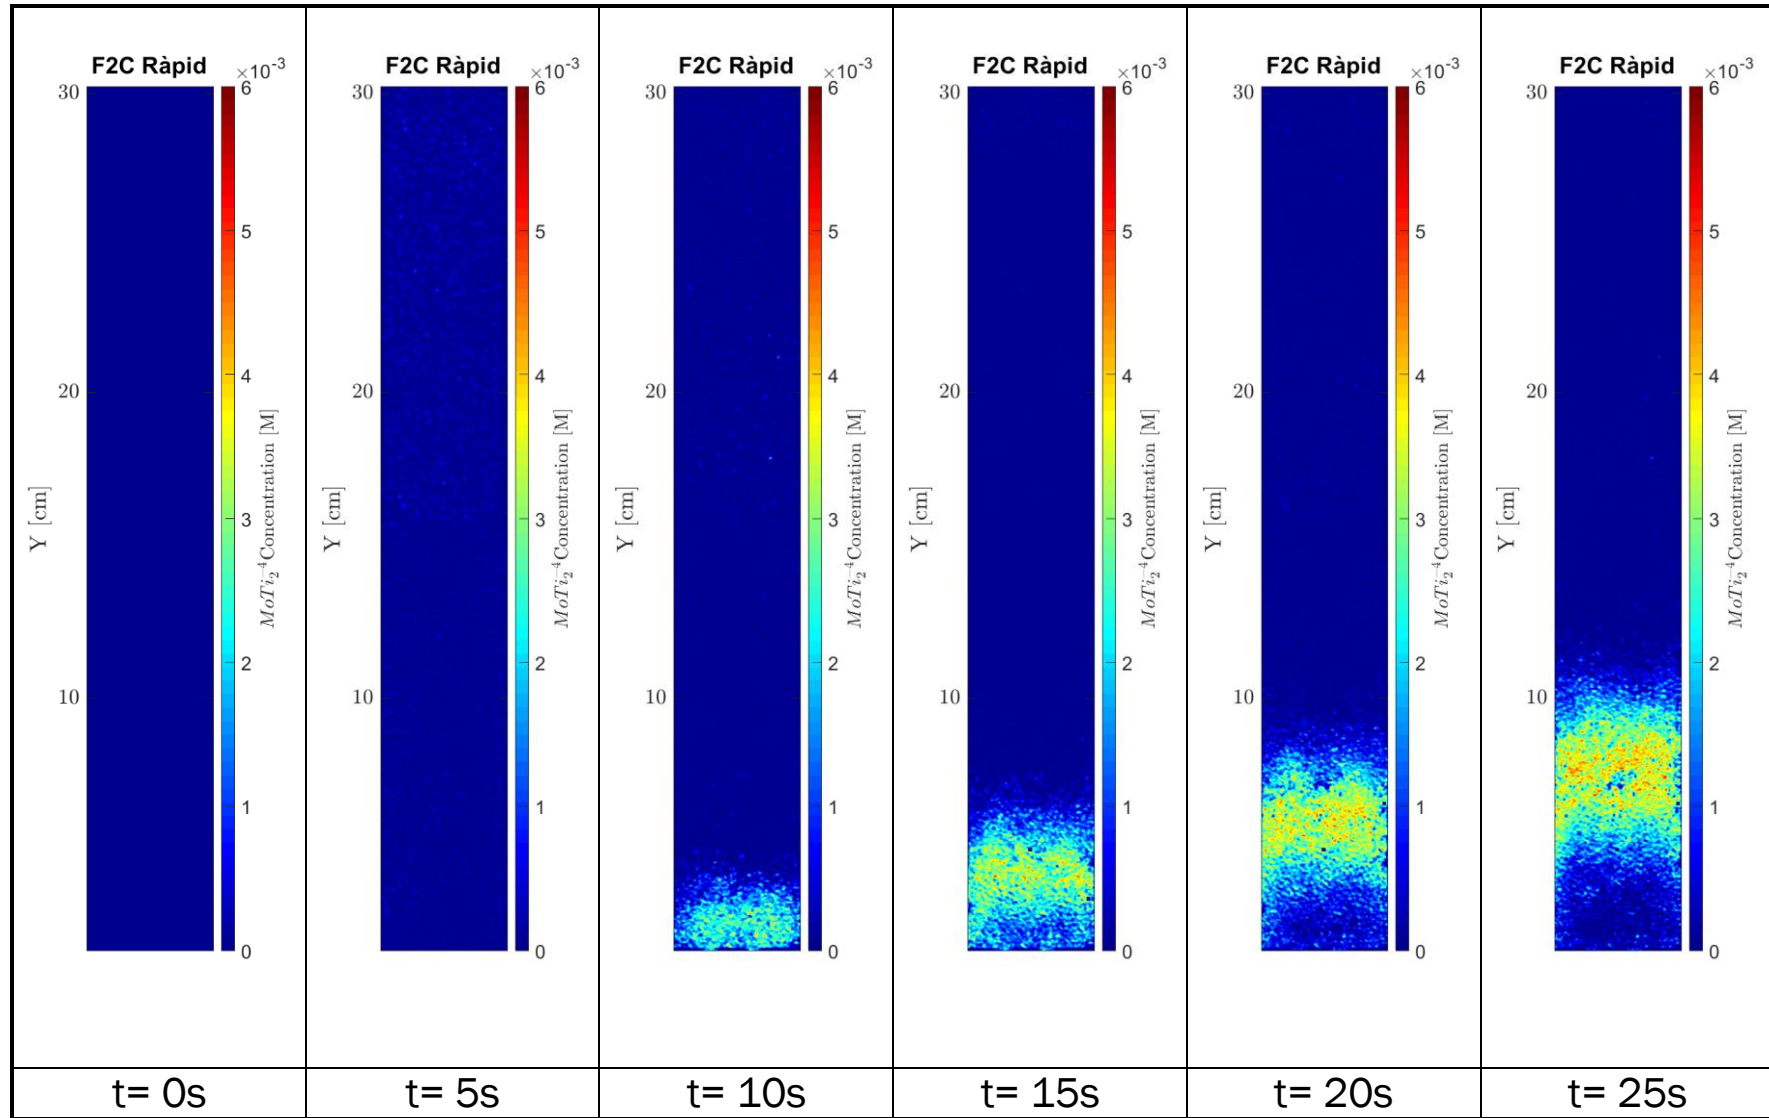 F2C Ràpid
×10⁻³
30
20
10
Y [cm]
6
5
4
3
2
1
0
MoTi₂⁻⁴Concentration [M]
t= 0s
F2C Ràpid
×10⁻³
30
20
10
Y [cm]
6
5
4
3
2
1
0
MoTi₂⁻⁴Concentration [M]
t= 5s
F2C Ràpid
×10⁻³
30
20
10
Y [cm]
6
5
4
3
2
1
0
MoTi₂⁻⁴Concentration [M]
t= 10s
F2C Ràpid
×10⁻³
30
20
10
Y [cm]
6
5
4
3
2
1
0
MoTi₂⁻⁴Concentration [M]
t= 15s
F2C Ràpid
×10⁻³
30
20
10
Y [cm]
6
5
4
3
2
1
0
MoTi₂⁻⁴Concentration [M]
t= 20s
F2C Ràpid
×10⁻³
30
20
10
Y [cm]
6
5
4
3
2
1
0
MoTi₂⁻⁴Concentration [M]
t= 25s